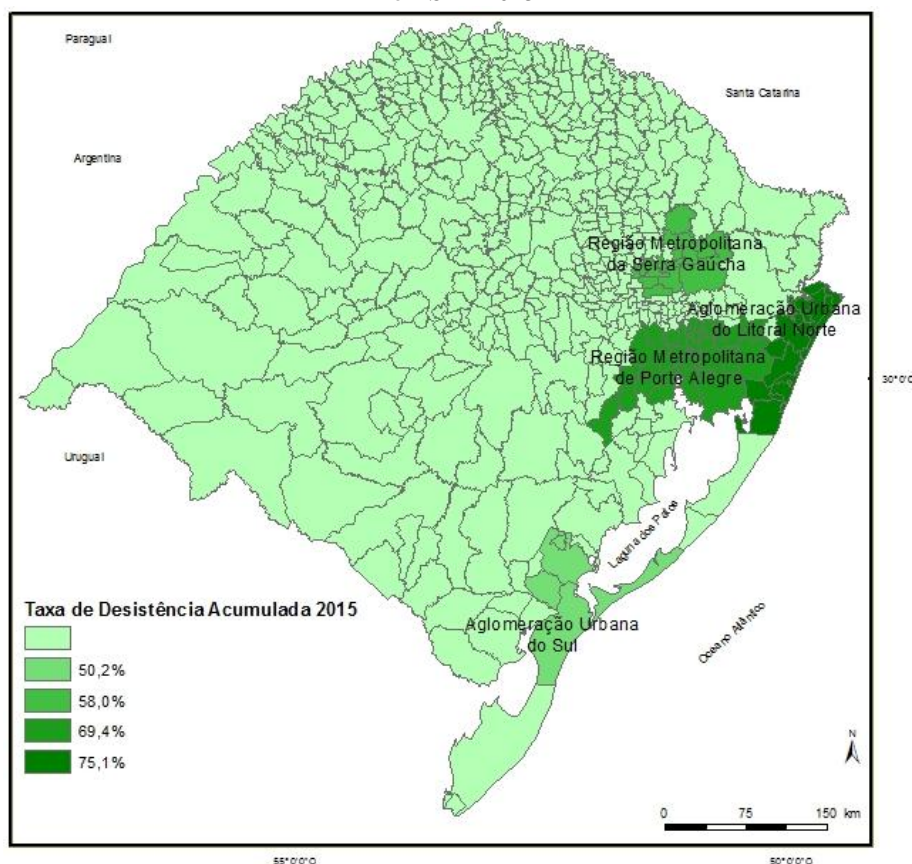 Paraguai
Santa Catarina
Argentina
Região Metropolitana
da Serra Gaúcha
Aglomeração Urbana
do Litoral Norte
Região Metropolitana
de Porte Alegre
30°0'0
Uruguai
Laguna dos Patos
Taxa de Desistência Acumulada 2015
50,2%
58,0%
69,4%
75,1%
Aglomeração Urbana
do Sul
Oceano Atlântico
N
0 75 150 km
55°0'0"O
50°0'0"O